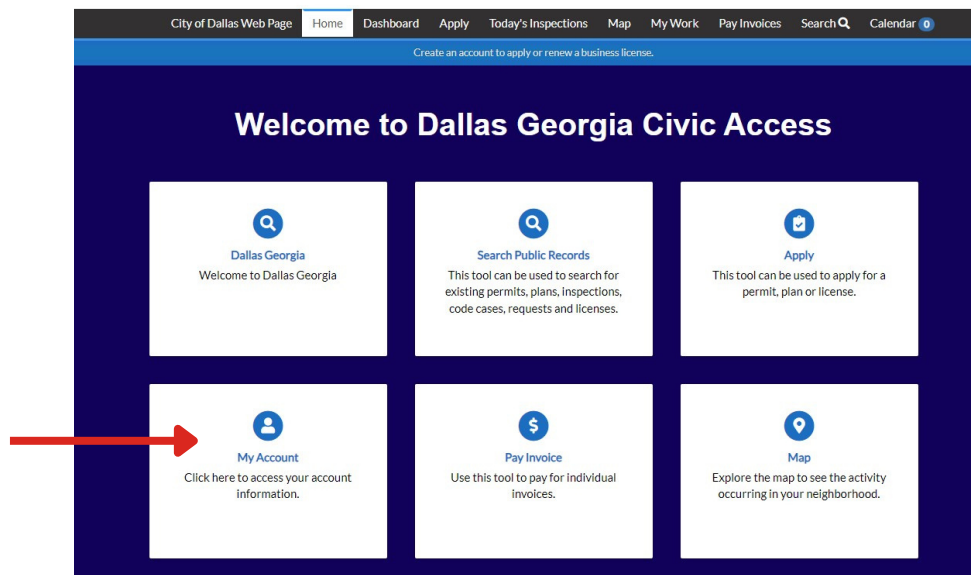 City of Dallas Web Page Home Dashboard Apply Today's Inspections Map My Work Pay Invoices Search Calendar 0
Create an account to apply or renew a business license.
Welcome to Dallas Georgia Civic Access
Dallas Georgia
Welcome to Dallas Georgia
Search Public Records
This tool can be used to search for
existing permits, plans, inspections,
code cases, requests and licenses.
Apply
This tool can be used to apply for a
permit, plan or license.
My Account
Click here to access your account
information.
Pay Invoice
Use this tool to pay for individual
invoices.
Map
Explore the map to see the activity
occurring in your neighborhood.